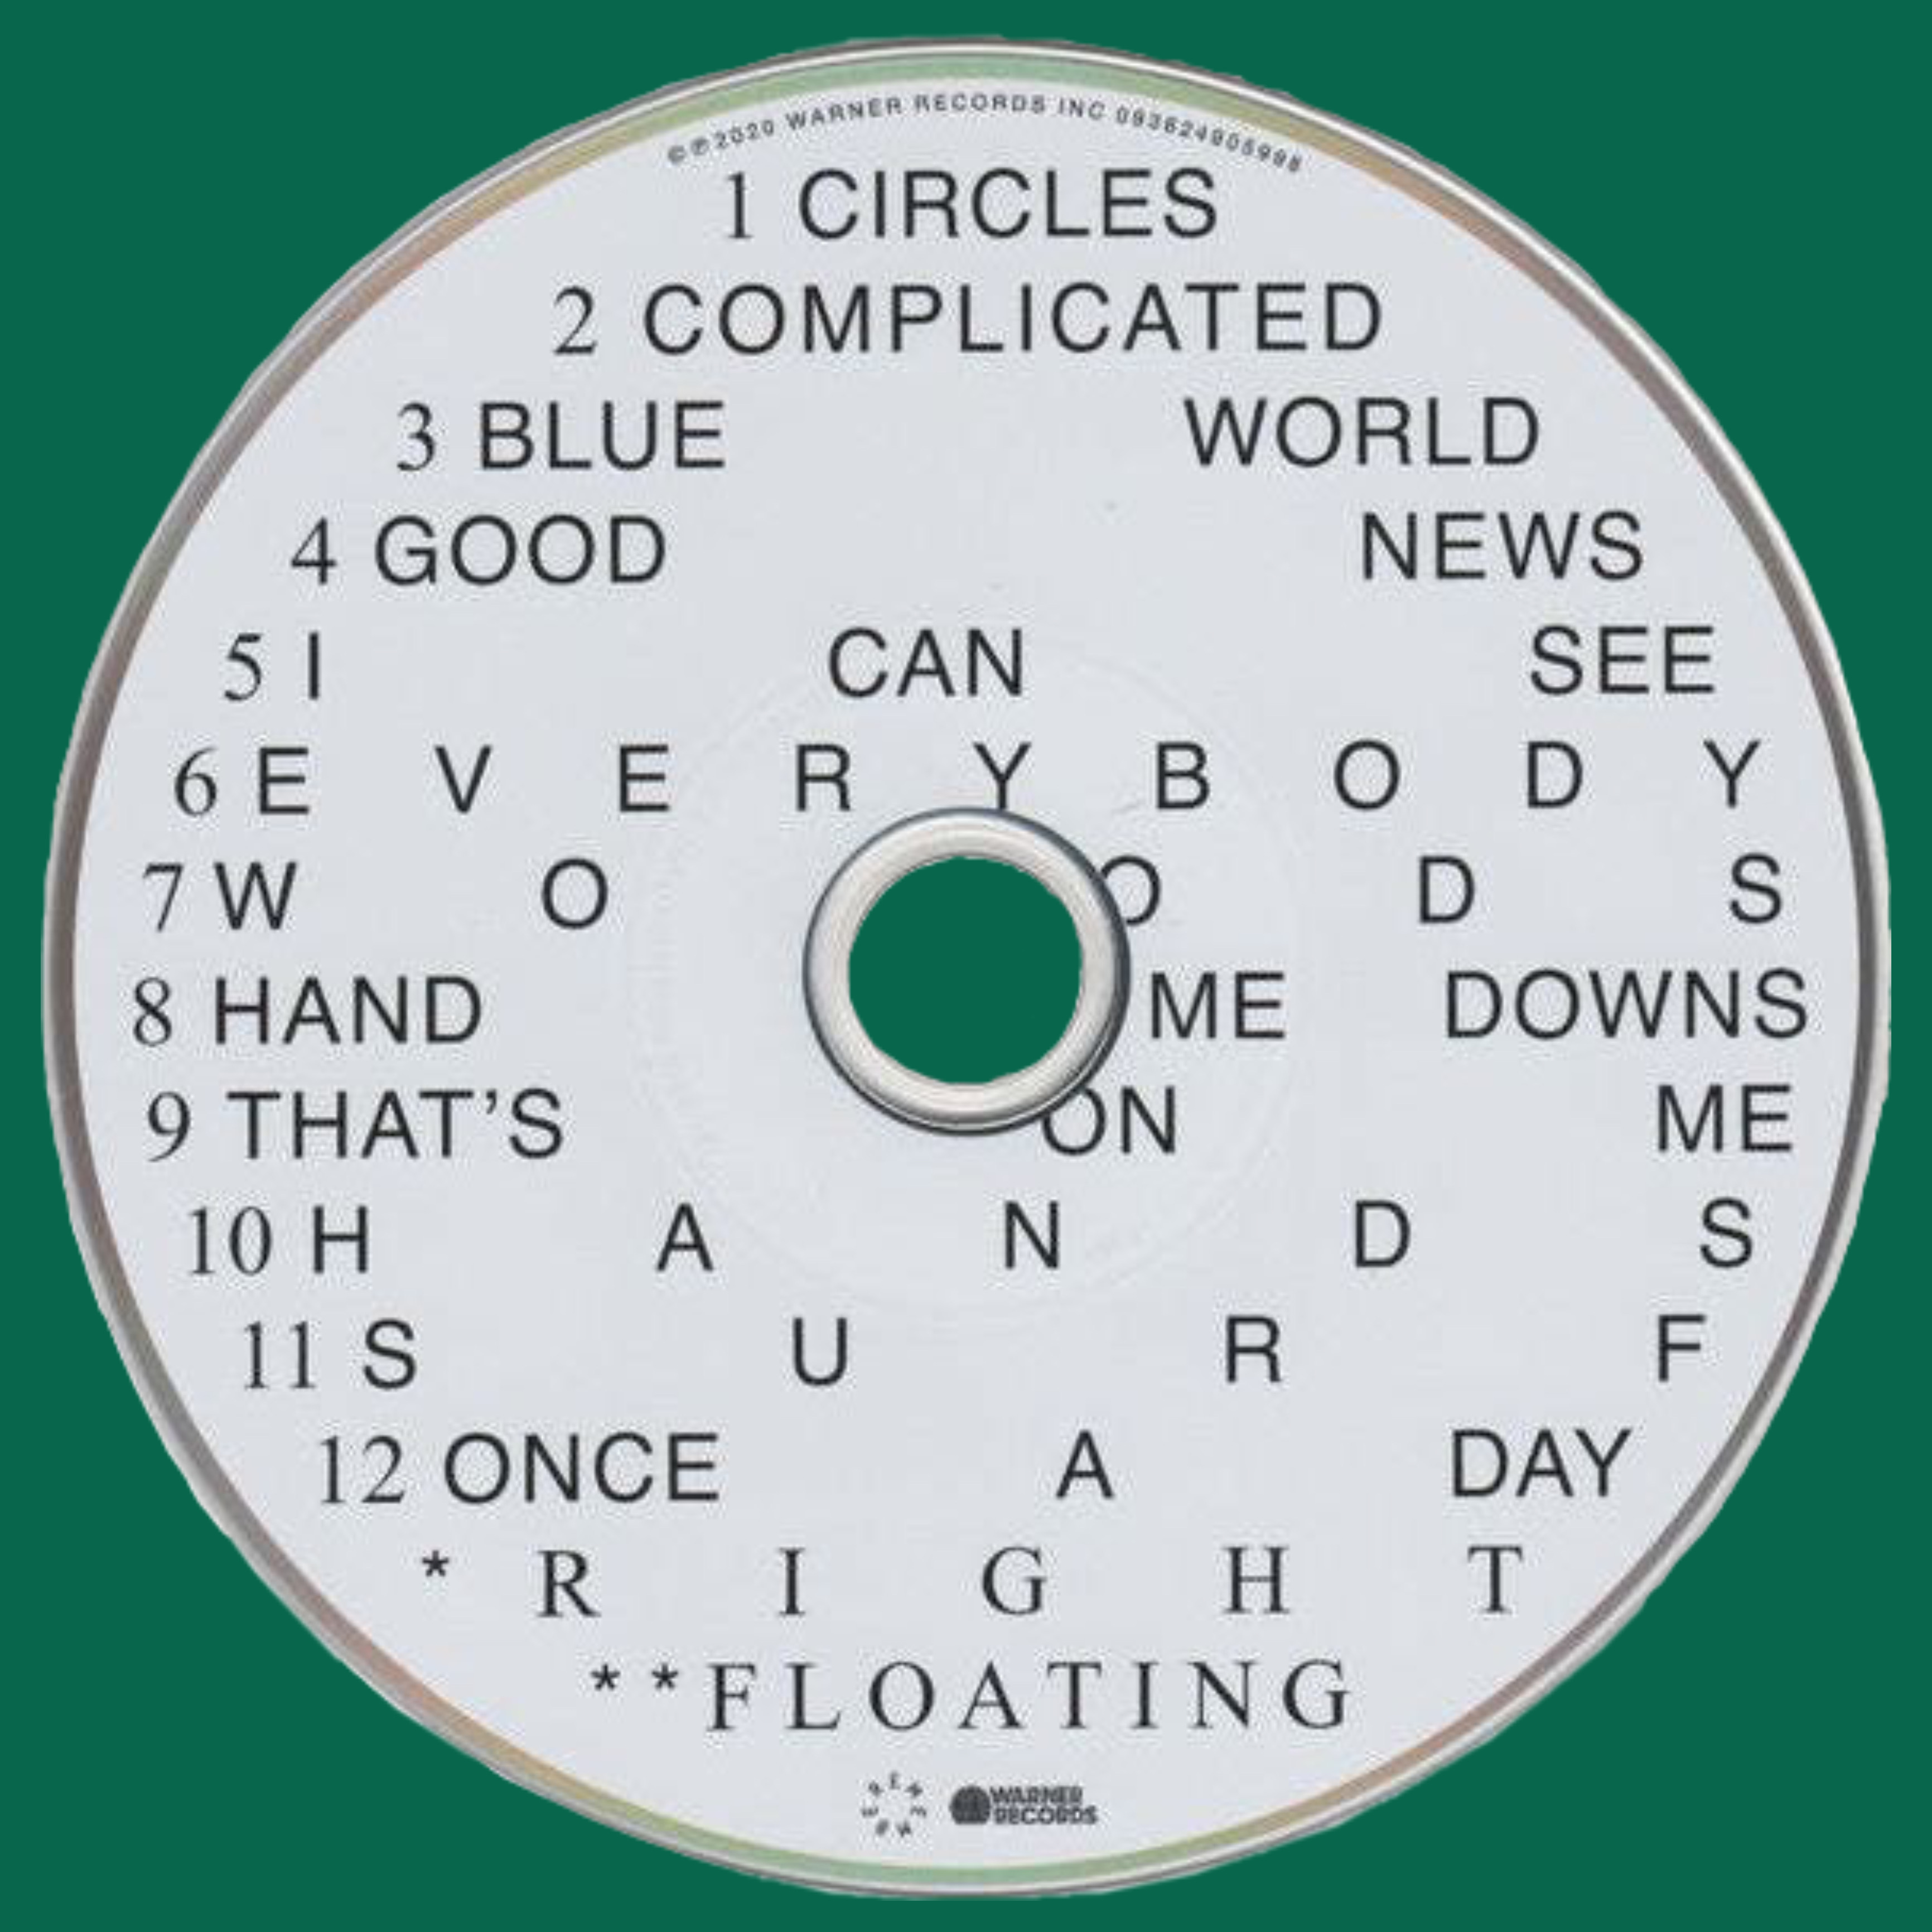 ©℗2020 WARNER RECORDS INC 093624905998
1 CIRCLES
2 COMPLICATED
3 BLUE WORLD
4 GOOD NEWS
5 I CAN SEE
6 E V E R Y B O D Y
7 W O O D S
8 HAND ME DOWNS
9 THAT'S ON ME
10 H A N D S
11 S U R F
12 ONCE A DAY
* R I G H T
**FLOATING
REMEMBER
WARNER RECORDS